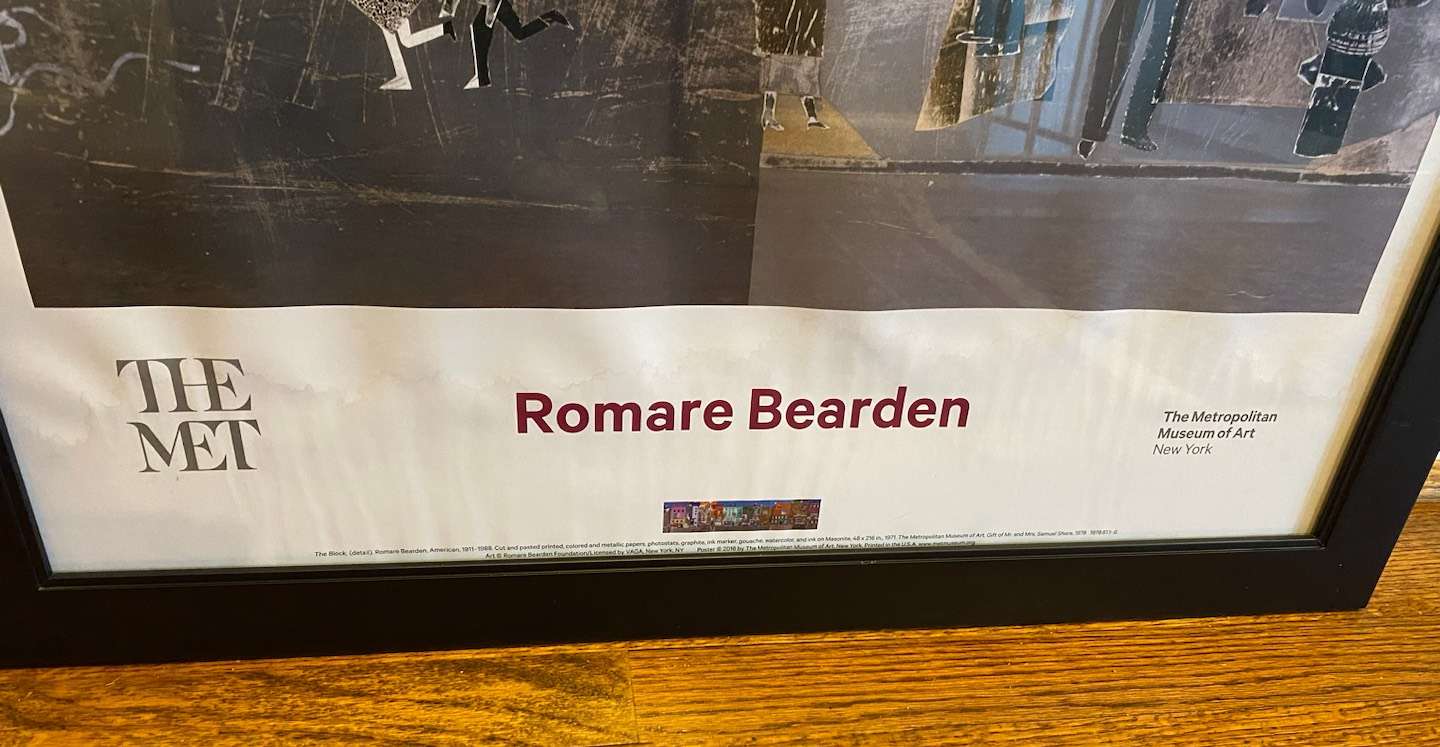 THE
MET
Romare Bearden
The Metropolitan
Museum of Art
New York
The Block, (detail). Romare Bearden, American, 1911–1988. Cut and pasted printed, colored and metallic papers, photostats, graphite, ink marker, gouache, watercolor, and ink on Masonite, 48 x 216 in., 1971. The Metropolitan Museum of Art, Gift of Mr. and Mrs. Samuel Shore, 1978
Art © Romare Bearden Foundation/Licensed by VAGA, New York, NY Poster © 2016 by The Metropolitan Museum of Art, New York. Printed in the U.S.A. www.metmuseum.org